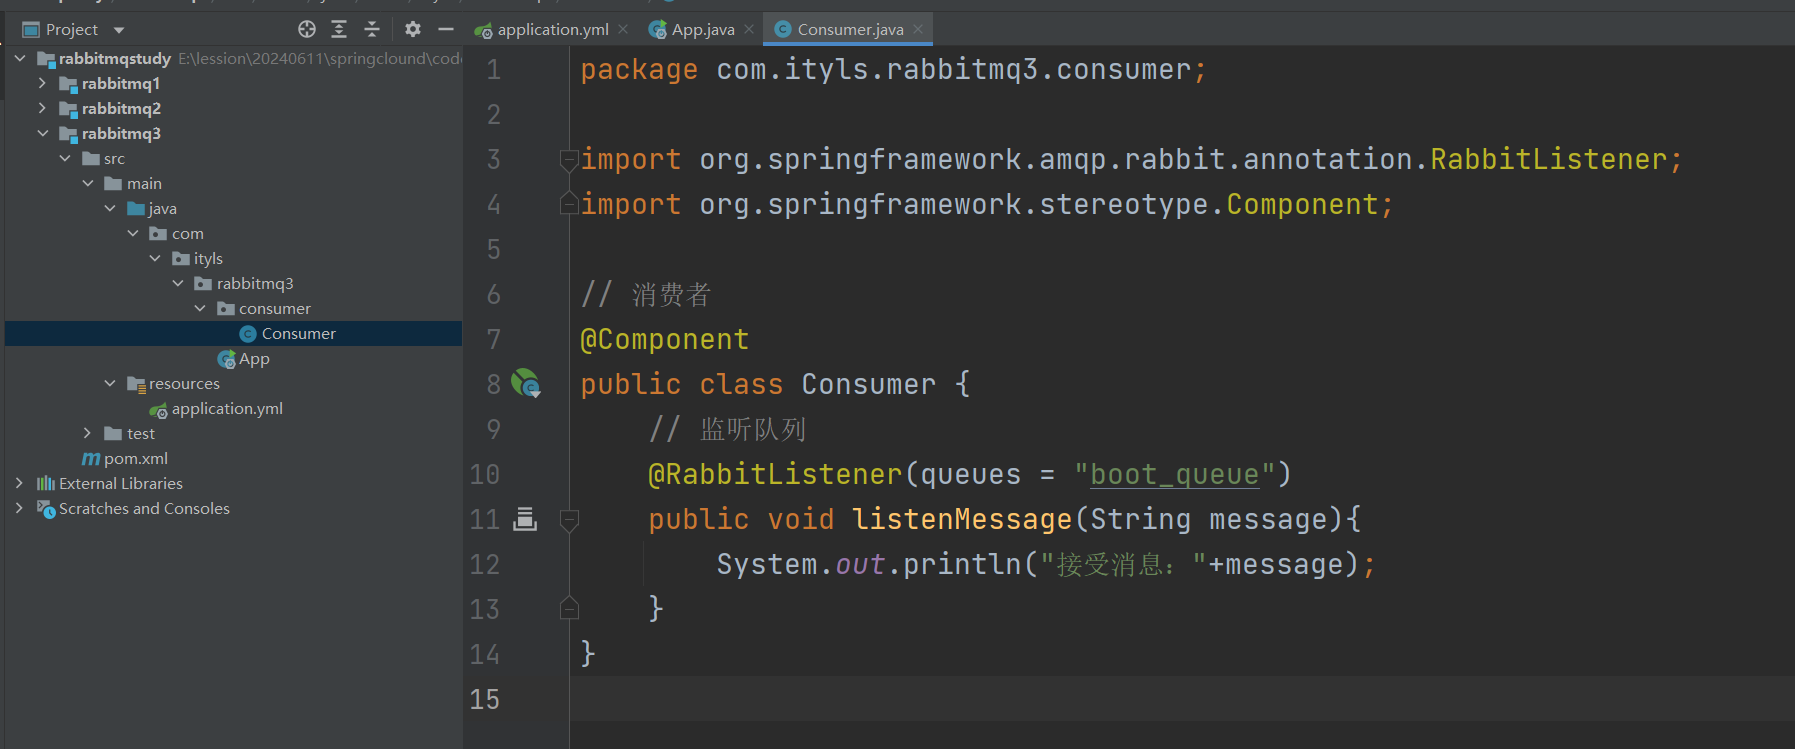 Project
application.yml
App.java
Consumer.java
rabbitmqstudy E:\lession\20240611\springclound\code
rabbitmq1
rabbitmq2
rabbitmq3
src
main
java
com
ityls
rabbitmq3
consumer
Consumer
App
resources
application.yml
test
pom.xml
External Libraries
Scratches and Consoles
1 package com.ityls.rabbitmq3.consumer;
2
3 import org.springframework.amqp.rabbit.annotation.RabbitListener;
4 import org.springframework.stereotype.Component;
5
6 // 消费者
7 @Component
8 public class Consumer {
9 // 监听队列
10 @RabbitListener(queues = "boot_queue")
11 public void listenMessage(String message){
12 System.out.println("接受消息："+message);
13 }
14 }
15